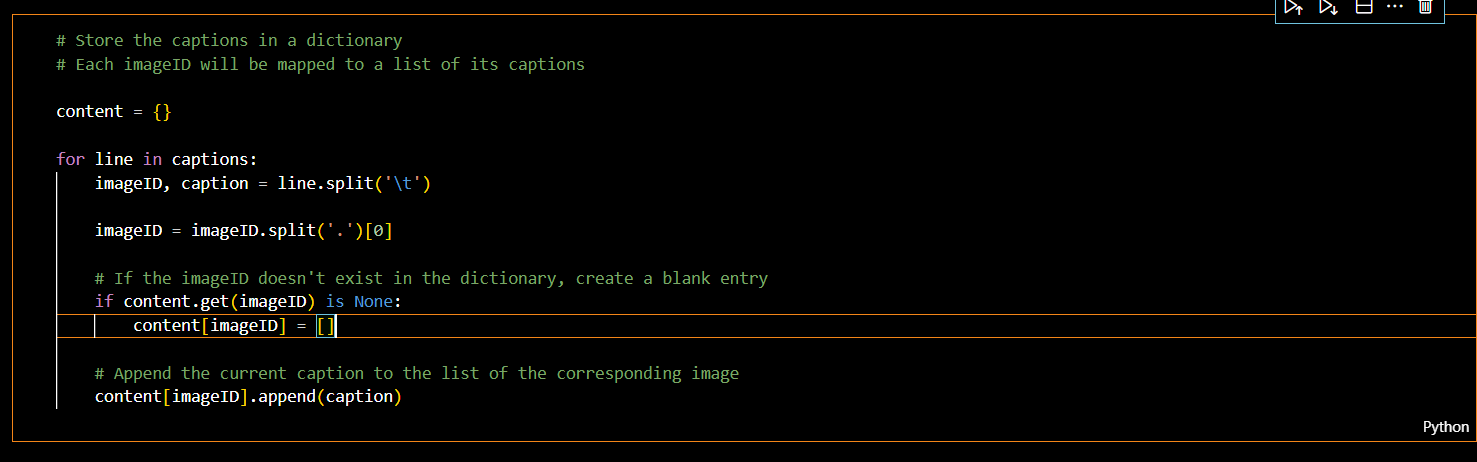 # Store the captions in a dictionary
# Each imageID will be mapped to a list of its captions
content = {}
for line in captions:
imageID, caption = line.split('\t')
imageID = imageID.split('.')[0]
# If the imageID doesn't exist in the dictionary, create a blank entry
if content.get(imageID) is None:
content[imageID] = []
# Append the current caption to the list of the corresponding image
content[imageID].append(caption)
Python